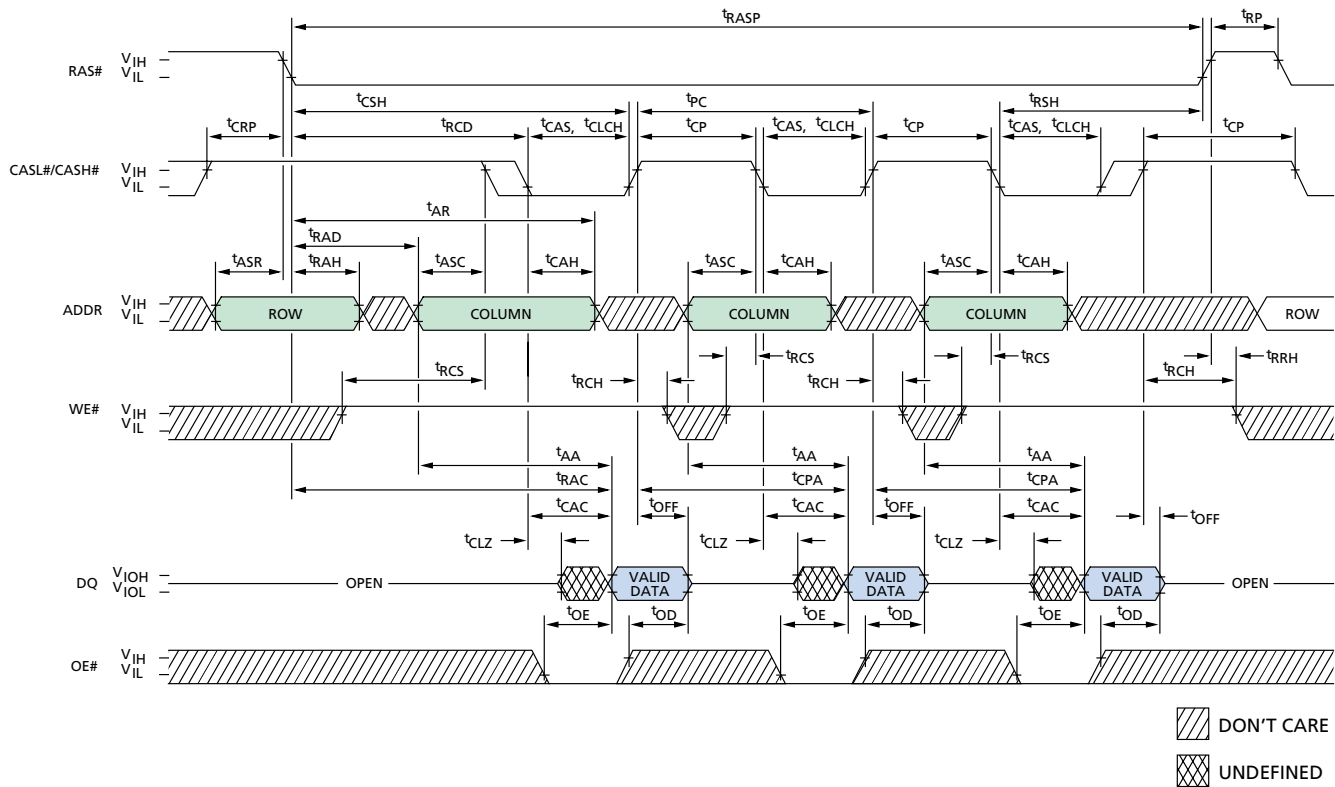 tRASP tRP
RAS# VIH
VIL
tCSH tPC tRSH
tCRP tRCD tCAS, tCLCH tCP tCAS, tCLCH tCP tCAS, tCLCH tCP
CASL#/CASH# VIH
VIL
tAR
tRAD
tASR tRAH tASC tCAH tASC tCAH tASC tCAH
ADDR VIH
VIL
ROW COLUMN COLUMN COLUMN ROW
tRCS tRCS tRRH
tRCS tRCH tRCH tRCH
WE# VIH
VIL
tAA tAA tAA
tRAC tCPA tCPA
tCAC tOFF tCAC tOFF tCAC tOFF
tCLZ tCLZ tCLZ
DQ VIOH
VIOL
OPEN VALID DATA VALID DATA VALID DATA OPEN
tOE tOD tOE tOD tOE tOD
OE# VIH
VIL
DON'T CARE
UNDEFINED